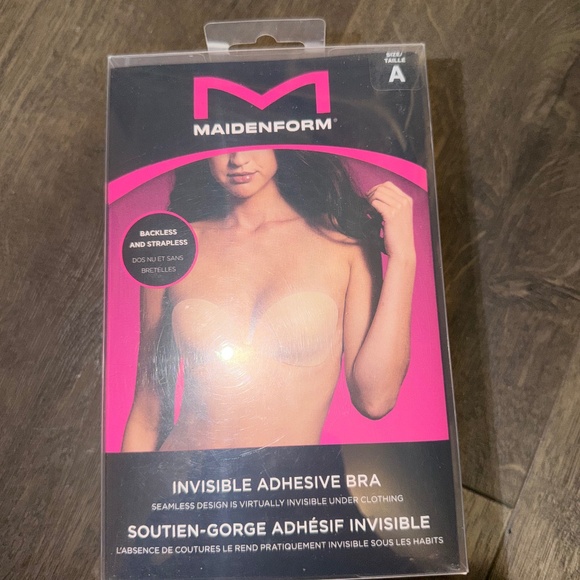 SIZE/
TAILLE
A
MAIDENFORM®
BACKLESS
AND STRAPLESS
DOS NU ET SANS
BRETELLES
INVISIBLE ADHESIVE BRA
SEAMLESS DESIGN IS VIRTUALLY INVISIBLE UNDER CLOTHING
SOUTIEN-GORGE ADHÉSIF INVISIBLE
L'ABSENCE DE COUTURES LE REND PRATIQUEMENT INVISIBLE SOUS LES HABITS